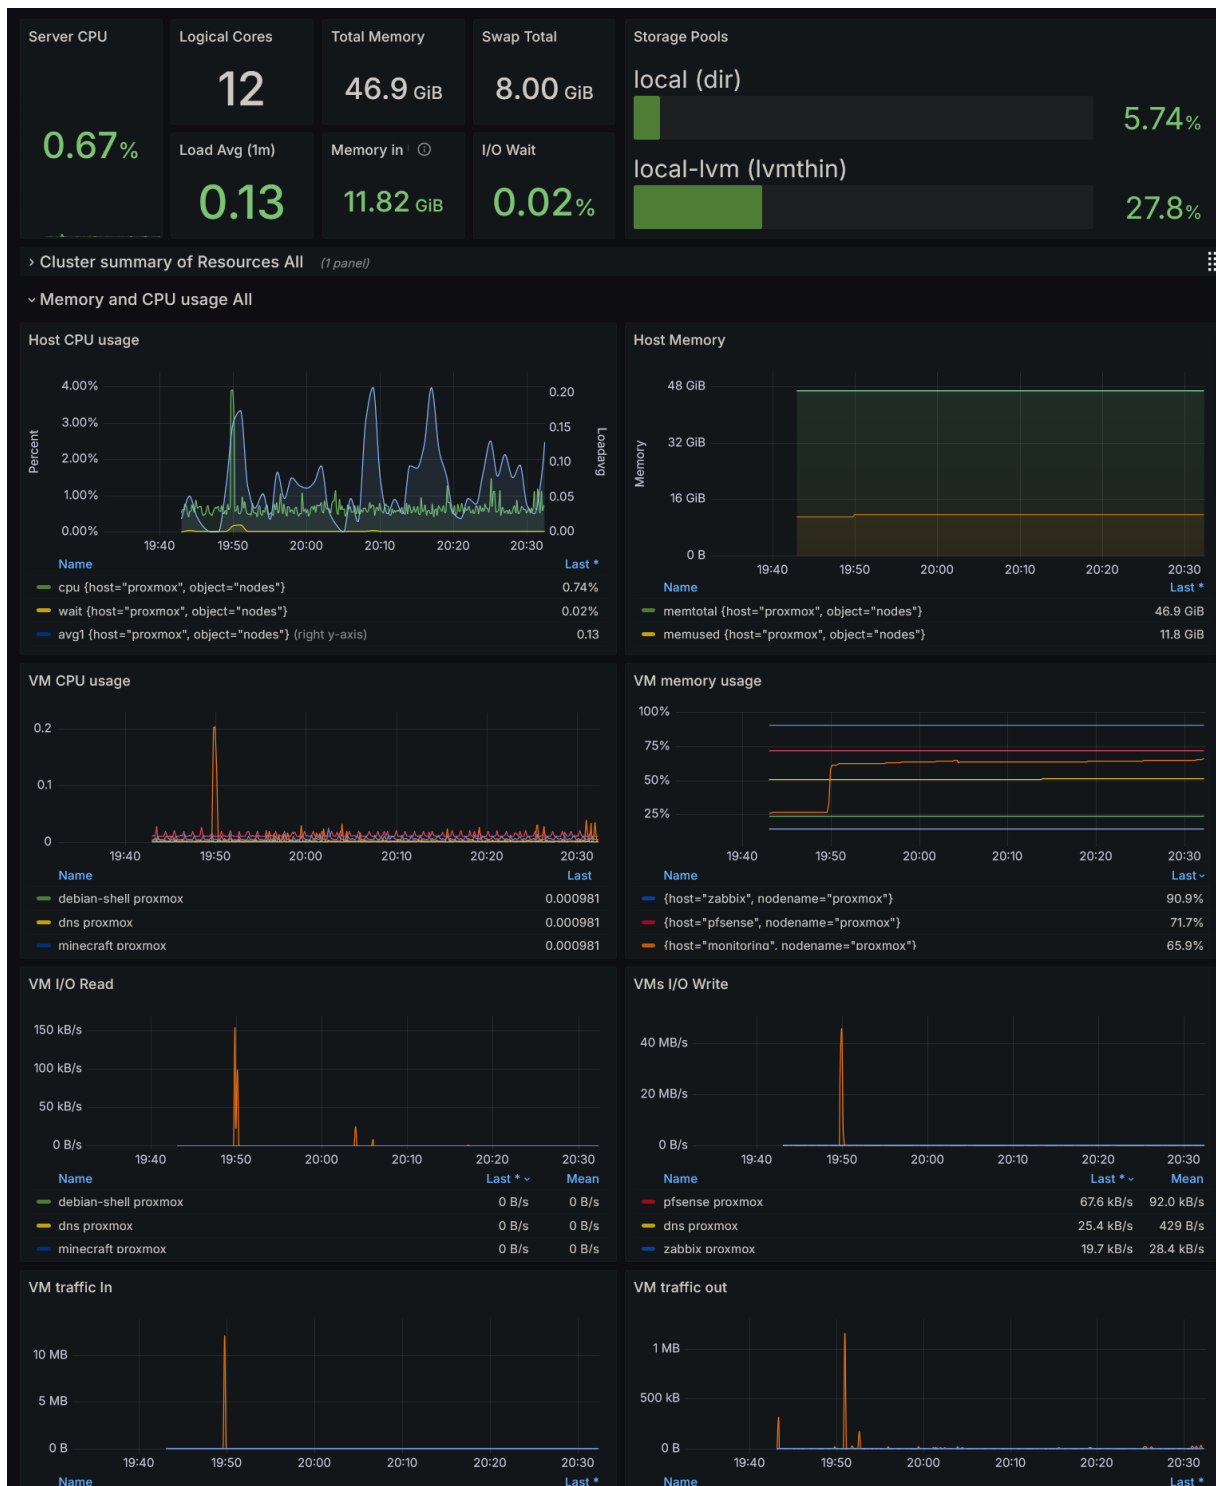 Server CPU
0.67%
Logical Cores
12
Total Memory
46.9 GiB
Swap Total
8.00 GiB
Load Avg (1m)
0.13
Memory in
11.82 GiB
I/O Wait
0.02%
Storage Pools
local (dir)
5.74%
local-lvm (lvmthin)
27.8%
Cluster summary of Resources All (1 panel)
Memory and CPU usage All
Host CPU usage
4.00%
3.00%
2.00%
1.00%
0.00%
Percent
0.20
0.15
0.10
0.05
0.00
Loadavg
19:40 19:50 20:00 20:10 20:20 20:30
Name Last *
cpu {host="proxmox", object="nodes"} 0.74%
wait {host="proxmox", object="nodes"} 0.02%
avg1 {host="proxmox", object="nodes"} (right y-axis) 0.13
Host Memory
48 GiB
32 GiB
16 GiB
0 B
Memory
19:40 19:50 20:00 20:10 20:20 20:30
Name Last *
memtotal {host="proxmox", object="nodes"} 46.9 GiB
memused {host="proxmox", object="nodes"} 11.8 GiB
VM CPU usage
0.2
0.1
0
19:40 19:50 20:00 20:10 20:20 20:30
Name Last
debian-shell proxmox 0.000981
dns proxmox 0.000981
minecraft proxmox 0.000981
VM memory usage
100%
75%
50%
25%
19:40 19:50 20:00 20:10 20:20 20:30
Name Last
{host="zabbix", nodename="proxmox"} 90.9%
{host="pfsense", nodename="proxmox"} 71.7%
{host="monitoring", nodename="proxmox"} 65.9%
VM I/O Read
150 kB/s
100 kB/s
50 kB/s
0 B/s
19:40 19:50 20:00 20:10 20:20 20:30
Name Last * Mean
debian-shell proxmox 0 B/s 0 B/s
dns proxmox 0 B/s 0 B/s
minecraft proxmox 0 B/s 0 B/s
VMs I/O Write
40 MB/s
20 MB/s
0 B/s
19:40 19:50 20:00 20:10 20:20 20:30
Name Last * Mean
pfsense proxmox 67.6 kB/s 92.0 kB/s
dns proxmox 25.4 kB/s 429 B/s
zabbix proxmox 19.7 kB/s 28.4 kB/s
VM traffic In
10 MB
5 MB
0 B
19:40 19:50 20:00 20:10 20:20 20:30
Name Last *
VM traffic out
1 MB
500 kB
0 B
19:40 19:50 20:00 20:10 20:20 20:30
Name Last *